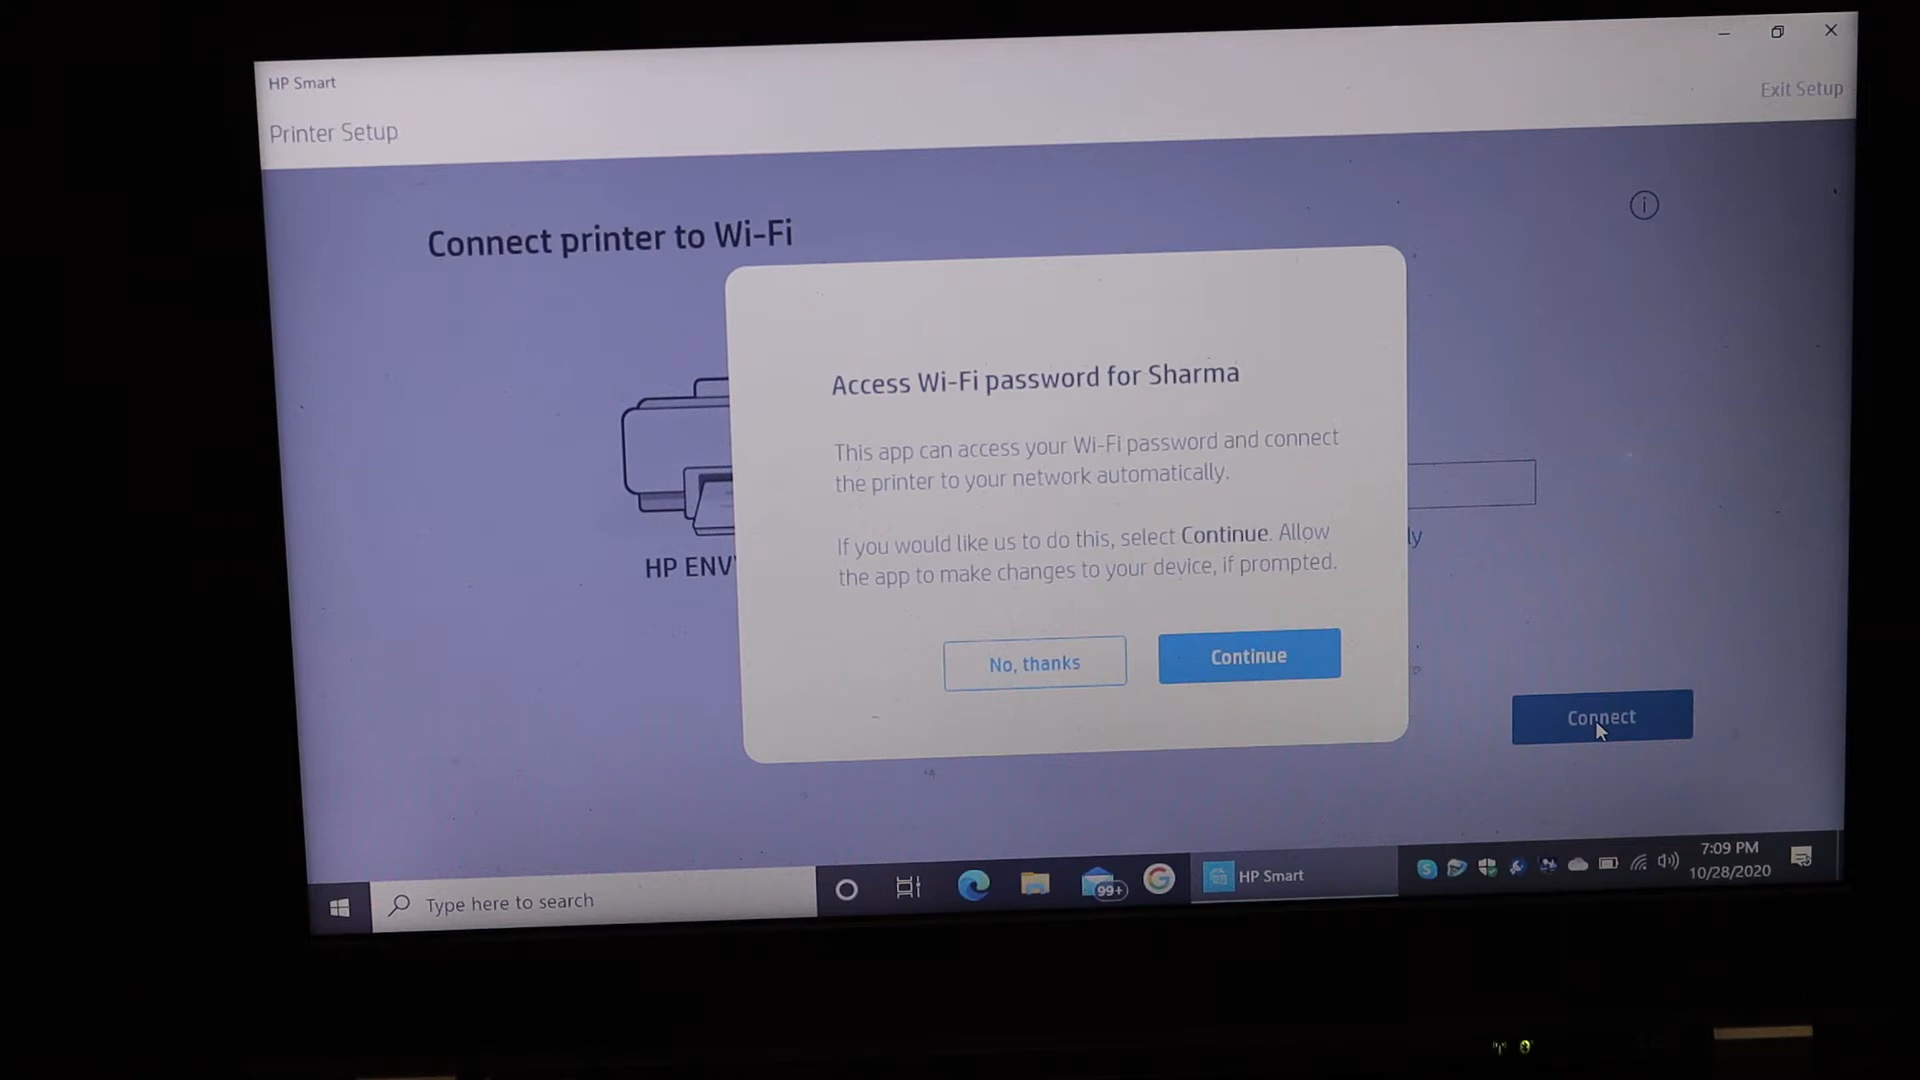 HP Smart
Exit Setup
Printer Setup
Connect printer to Wi-Fi
Access Wi-Fi password for Sharma
This app can access your Wi-Fi password and connect
the printer to your network automatically.
If you would like us to do this, select Continue. Allow
the app to make changes to your device, if prompted.
HP ENV
ly
No, thanks
Continue
Connect
Type here to search
99+
HP Smart
7:09 PM
10/28/2020